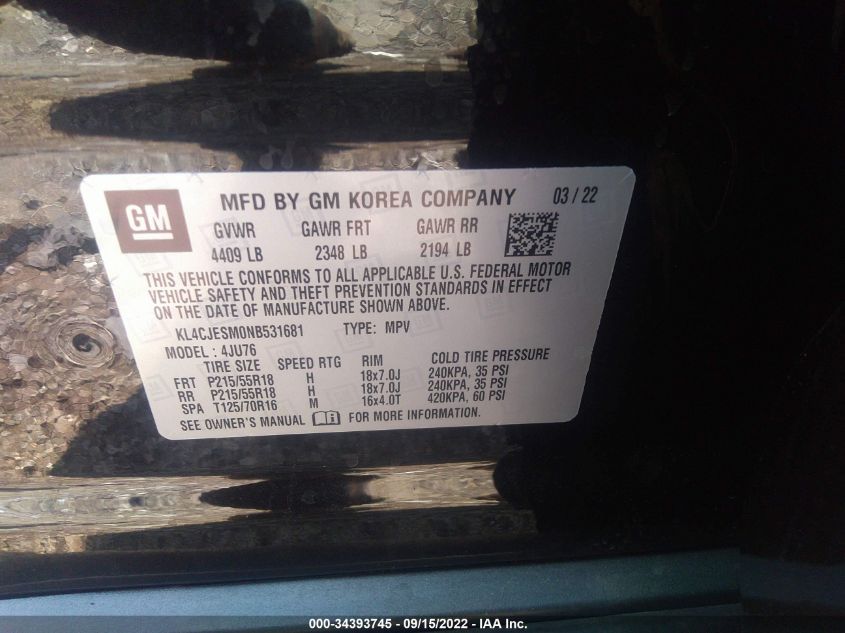 GM
MFD BY GM KOREA COMPANY 03 / 22
GVWR GAWR FRT GAWR RR
4409 LB 2348 LB 2194 LB
THIS VEHICLE CONFORMS TO ALL APPLICABLE U.S. FEDERAL MOTOR
VEHICLE SAFETY AND THEFT PREVENTION STANDARDS IN EFFECT
ON THE DATE OF MANUFACTURE SHOWN ABOVE.
KL4CJESM0NB531681 TYPE: MPV
MODEL : 4JU76
TIRE SIZE SPEED RTG RIM COLD TIRE PRESSURE
FRT P215/55R18 H 18x7.0J 240KPA, 35 PSI
RR P215/55R18 H 18x7.0J 240KPA, 35 PSI
SPA T125/70R16 M 16x4.0T 420KPA, 60 PSI
SEE OWNER'S MANUAL FOR MORE INFORMATION.
000-34393745 - 09/15/2022 - IAA Inc.